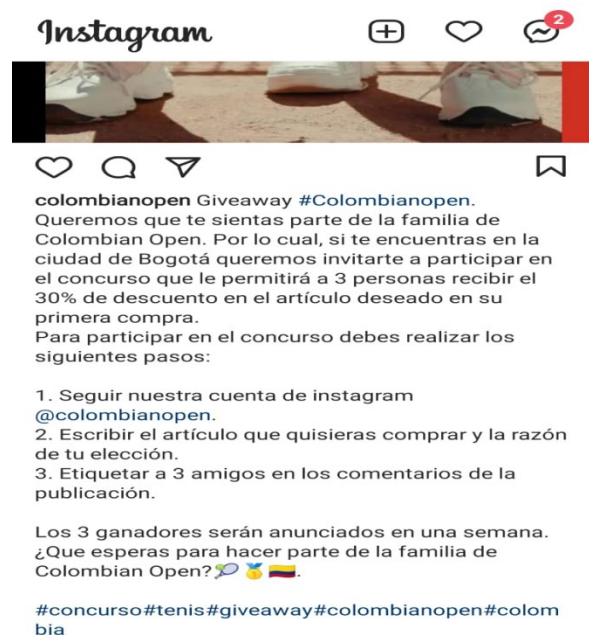 Instagram
2
colombianopen Giveaway #Colombianopen.
Queremos que te sientas parte de la familia de
Colombian Open. Por lo cual, si te encuentras en la
ciudad de Bogotá queremos invitarte a participar en
el concurso que le permitirá a 3 personas recibir el
30% de descuento en el artículo deseado en su
primera compra.
Para participar en el concurso debes realizar los
siguientes pasos:
1. Seguir nuestra cuenta de instagram
@colombianopen.
2. Escribir el artículo que quisieras comprar y la razón
de tu elección.
3. Etiquetar a 3 amigos en los comentarios de la
publicación.
Los 3 ganadores serán anunciados en una semana.
¿Que esperas para hacer parte de la familia de
Colombian Open?🎾 🥇 🇨🇴.
#concurso#tenis#giveaway#colombianopen#colom
bia